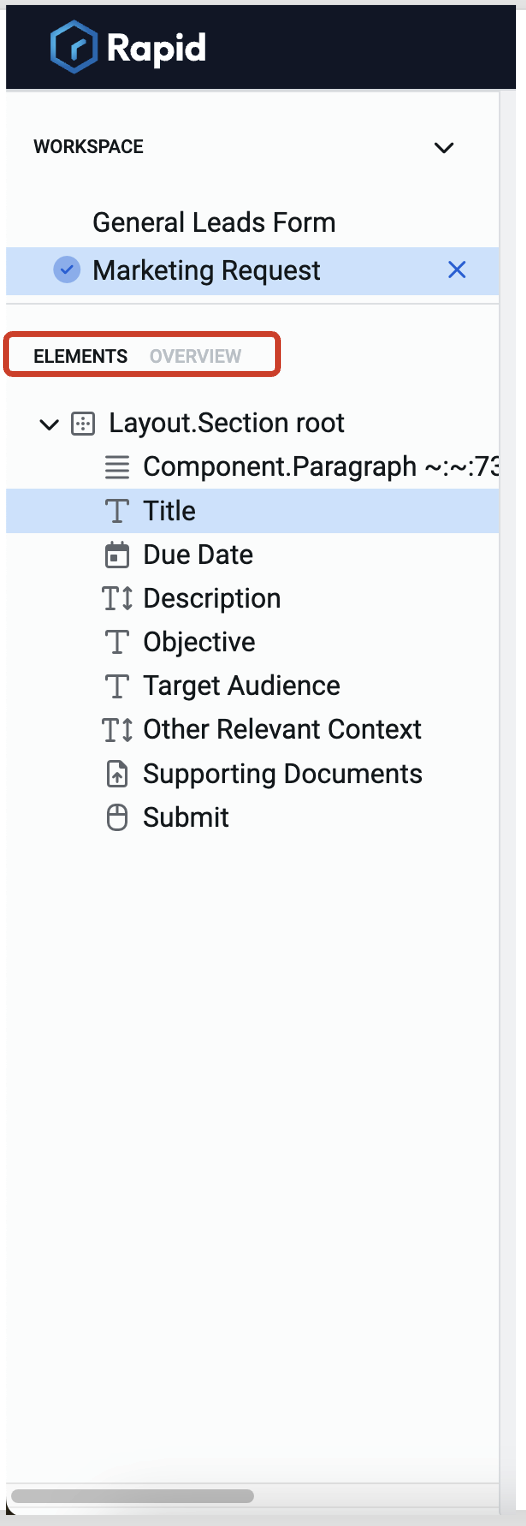 Rapid
WORKSPACE
General Leads Form
Marketing Request
ELEMENTS OVERVIEW
Layout.Section root
Component.Paragraph ~:~:73
Title
Due Date
Description
Objective
Target Audience
Other Relevant Context
Supporting Documents
Submit